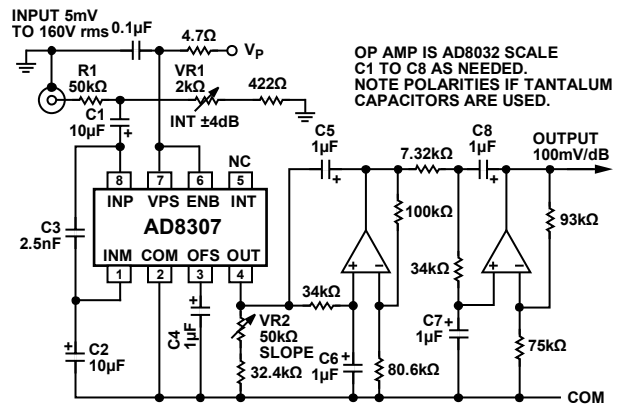 INPUT 5mV
TO 160V rms
0.1µF
4.7Ω
VP
R1
50kΩ
VR1
2kΩ
422Ω
INT ±4dB
C1
10µF
OP AMP IS AD8032 SCALE
C1 TO C8 AS NEEDED.
NOTE POLARITIES IF TANTALUM
CAPACITORS ARE USED.
NC
8
7
6
5
INP
VPS
ENB
INT
AD8307
INM
COM
OFS
OUT
1
2
3
4
C3
2.5nF
C2
10µF
C4
1µF
VR2
50kΩ
SLOPE
32.4kΩ
C5
1µF
34kΩ
C6
1µF
100kΩ
80.6kΩ
7.32kΩ
C8
1µF
34kΩ
C7
1µF
OUTPUT
100mV/dB
93kΩ
75kΩ
COM
+
−
+
−
+
+
+
+
+
+
+